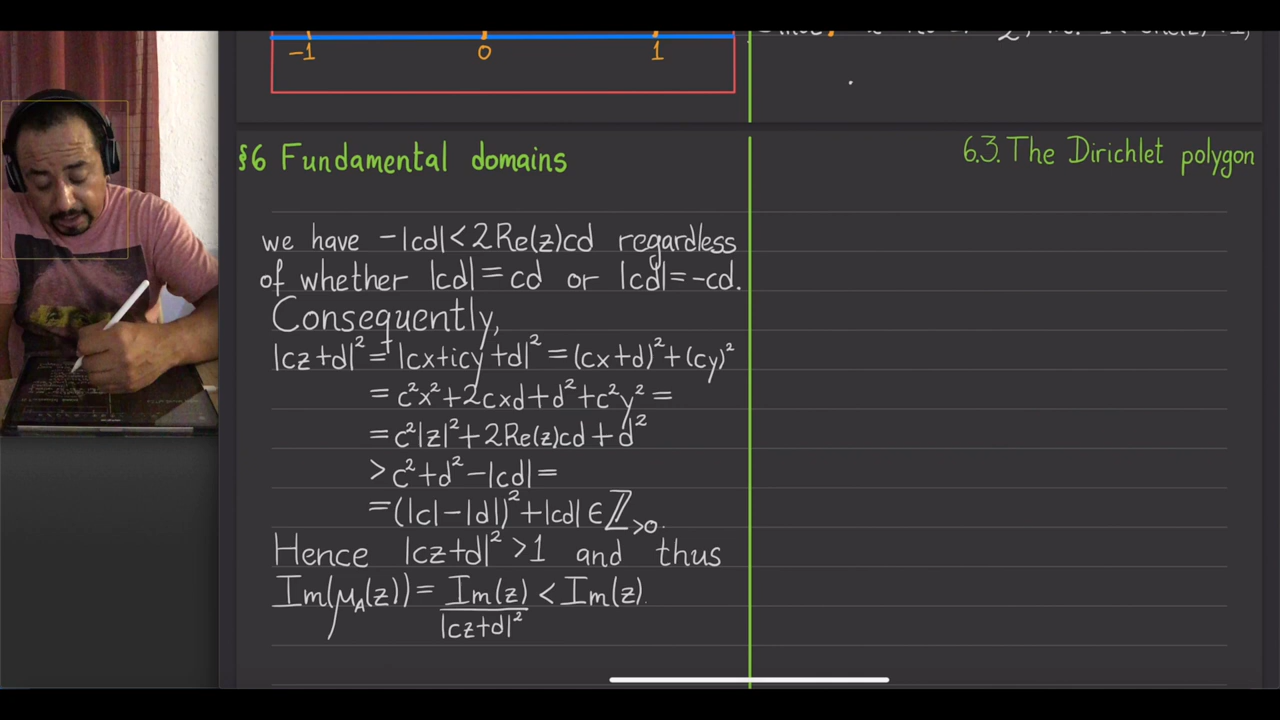 -1 0 1
§6 Fundamental domains
6.3. The Dirichlet polygon
we have -|cd| < 2Re(z)cd regardless
of whether |cd| = cd or |cd| = -cd.
Consequently,
|cz+d|² = |cx+icy+d|² = (cx+d)²+(cy)²
= c²x²+2cxd+d²+c²y² =
= c²|z|²+2Re(z)cd+d²
> c²+d²-|cd| =
= (|c|-|d|)²+|cd| ∈ ℤ>0.
Hence |cz+d|² > 1 and thus
Im(μ_A(z)) = Im(z)/|cz+d|² < Im(z).